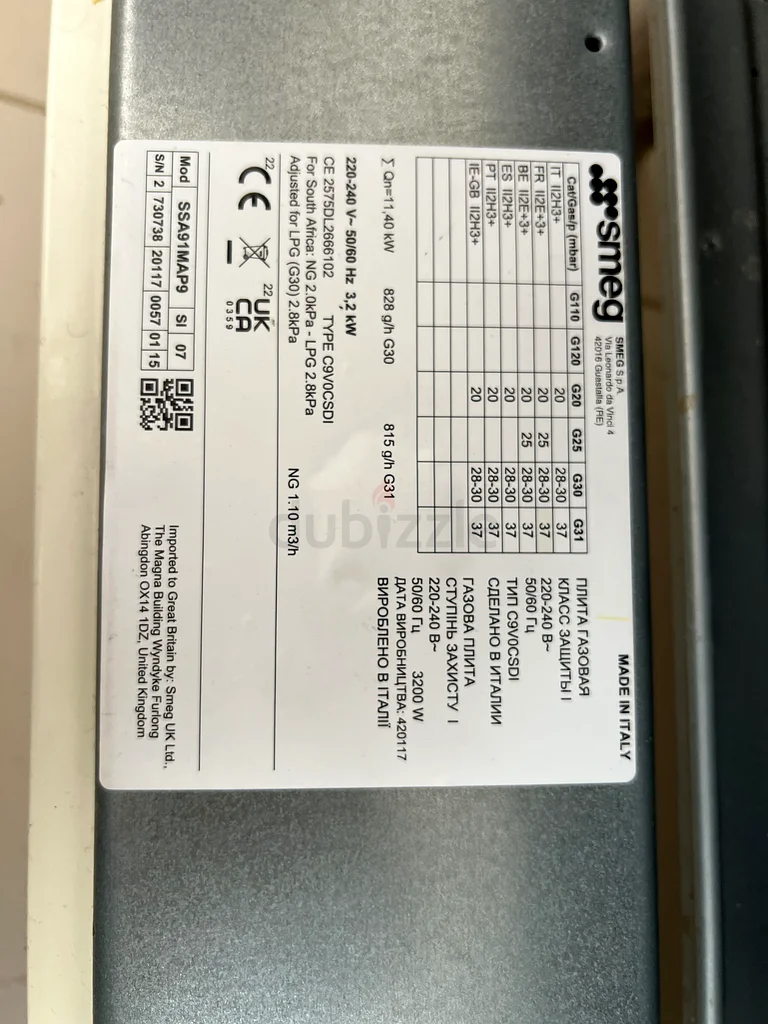 smeg
SMEG S.p.A.
Via Leonardo da Vinci 4
42016 Guastalla (RE)
MADE IN ITALY
Cat/Gas/p (mbar) G110 G120 G20 G25 G30 G31
IT II2H3+ 20 28-30 37
FR II2E+3+ 20 25 28-30 37
BE II2E+3+ 20 25 28-30 37
ES II2H3+ 20 28-30 37
PT II2H3+ 20 28-30 37
IE-GB II2H3+ 20 28-30 37
ПЛИТА ГАЗОВАЯ
КЛАСС ЗАЩИТЫ I
220-240 В~
50/60 Гц
ТИП C9V0CSDI
СДЕЛАНО В ИТАЛИИ
ГАЗОВА ПЛИТА
СТУПІНЬ ЗАХИСТУ I
220-240 В~
50/60 Гц 3200 W
ДАТА ВИРОБНИЦТВА: 420117
ВИРОБЛЕНО В ІТАЛІЇ
Σ Qn=11,40 kW 828 g/h G30 815 g/h G31
220-240 V~ 50/60 Hz 3,2 kW
CE 2575DL2666102 TYPE C9V0CSDI
For South Africa: NG 2.0kPa - LPG 2.8kPa
Adjusted for LPG (G30) 2.8kPa NG 1.10 m3/h
22 CE 22 UK CA 0359
Mod SSA91MAP9 SI 07
S/N 2 730738 20117 0057 01 15
Imported to Great Britain by: Smeg UK Ltd.,
The Magna Building Wyndyke Furlong
Abingdon OX14 1DZ, United Kingdom
dubizzle